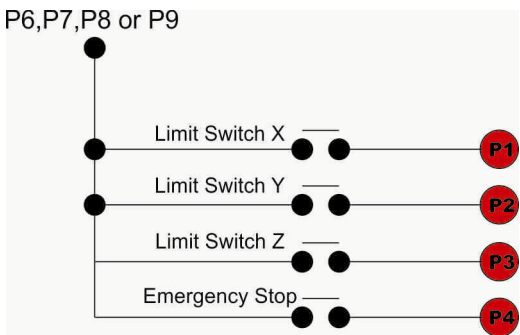 P6,P7,P8 or P9
Limit Switch X
P1
Limit Switch Y
P2
Limit Switch Z
P3
Emergency Stop
P4